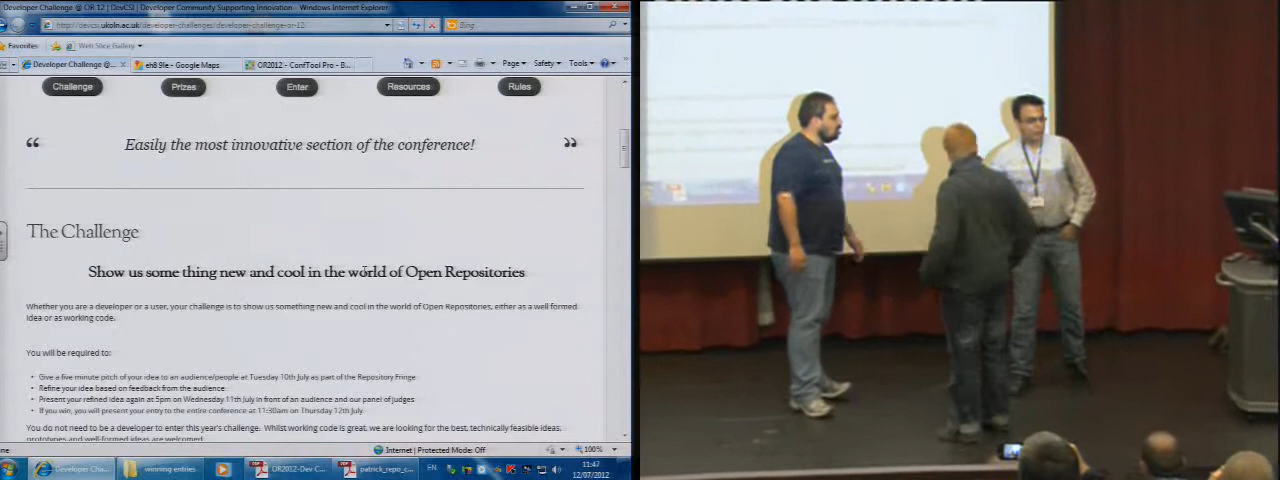 Developer Challenge @ OR 12 | DevCSI | Developer Community Supporting Innovation - Windows Internet Explorer
http://devcsi.ukoln.ac.uk/developer-challenges/developer-challenge-or-12/
Bing
Favorites
Web Slice Gallery
Developer Challenge @...
eh8 9le - Google Maps
OR2012 - ConfTool Pro - B...
Page
Safety
Tools
Challenge
Prizes
Enter
Resources
Rules
“ Easily the most innovative section of the conference! ”
The Challenge
Show us some thing new and cool in the world of Open Repositories
Whether you are a developer or a user, your challenge is to show us something new and cool in the world of Open Repositories, either as a well formed
idea or as working code.
You will be required to:
• Give a five minute pitch of your idea to an audience/people at Tuesday 10th July as part of the Repository Fringe
• Refine your idea based on feedback from the audience
• Present your refined idea again at 5pm on Wednesday 11th July in front of an audience and our panel of judges
• If you win, you will present your entry to the entire conference at 11:30am on Thursday 12th July.
You do not need to be a developer to enter this year's challenge. Whilst working code is great, we are looking for the best, technically feasible ideas,
prototypes and well-formed ideas are welcomed
ne
Internet | Protected Mode: Off
100%
Developer Cha...
winning entries
OR2012-Dev C...
patrick_repo_c...
EN
11:47
12/07/2012